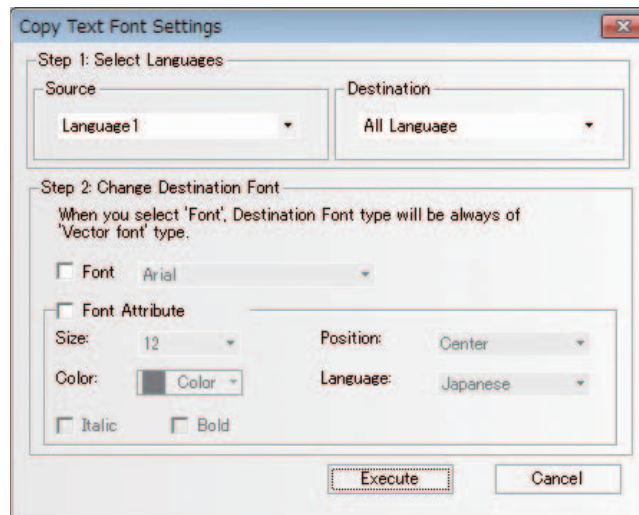 Copy Text Font Settings
Step 1: Select Languages
Source
Destination
Language1
All Language
Step 2: Change Destination Font
When you select 'Font', Destination Font type will be always of
'Vector font' type.
Font Arial
Font Attribute
Size: 12 Position: Center
Color: Color Language: Japanese
Italic Bold
Execute Cancel